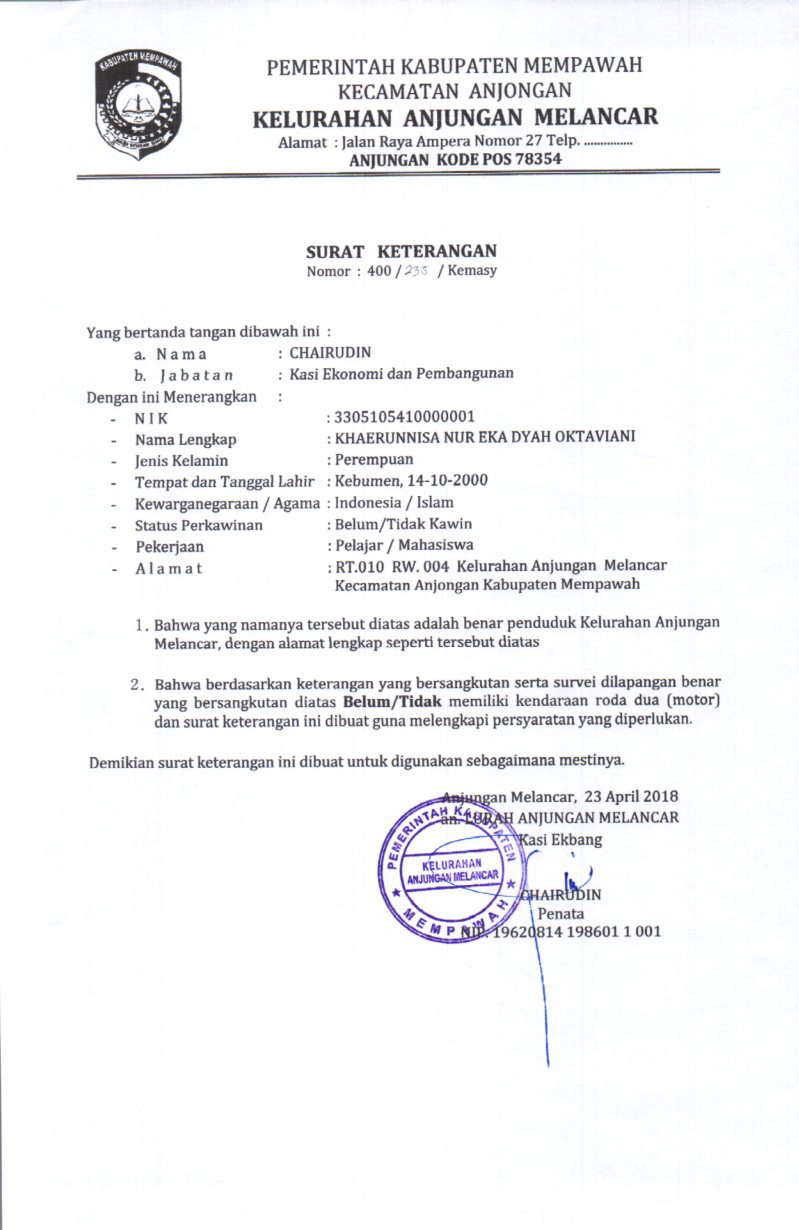 KABUPATEN MEMPAWAH
PEMERINTAH KABUPATEN MEMPAWAH
KECAMATAN ANJONGAN
KELURAHAN ANJUNGAN MELANCAR
Alamat : Jalan Raya Ampera Nomor 27 Telp. ...............
ANJUNGAN KODE POS 78354
SURAT KETERANGAN
Nomor : 400 / 235 / Kemasy
Yang bertanda tangan dibawah ini :
a. N a m a : CHAIRUDIN
b. J a b a t a n : Kasi Ekonomi dan Pembangunan
Dengan ini Menerangkan :
- N I K : 3305105410000001
- Nama Lengkap : KHAERUNNISA NUR EKA DYAH OKTAVIANI
- Jenis Kelamin : Perempuan
- Tempat dan Tanggal Lahir : Kebumen, 14-10-2000
- Kewarganegaraan / Agama : Indonesia / Islam
- Status Perkawinan : Belum/Tidak Kawin
- Pekerjaan : Pelajar / Mahasiswa
- A l a m a t : RT.010 RW. 004 Kelurahan Anjungan Melancar
Kecamatan Anjongan Kabupaten Mempawah
1. Bahwa yang namanya tersebut diatas adalah benar penduduk Kelurahan Anjungan
Melancar, dengan alamat lengkap seperti tersebut diatas
2. Bahwa berdasarkan keterangan yang bersangkutan serta survei dilapangan benar
yang bersangkutan diatas Belum/Tidak memiliki kendaraan roda dua (motor)
dan surat keterangan ini dibuat guna melengkapi persyaratan yang diperlukan.
Demikian surat keterangan ini dibuat untuk digunakan sebagaimana mestinya.
Anjungan Melancar, 23 April 2018
an. LURAH ANJUNGAN MELANCAR
Kasi Ekbang
PEMERINTAH KABUPATEN
KELURAHAN
ANJUNGAN MELANCAR
MEMPAWAH
CHAIRUDIN
Penata
NIP. 19620814 198601 1 001